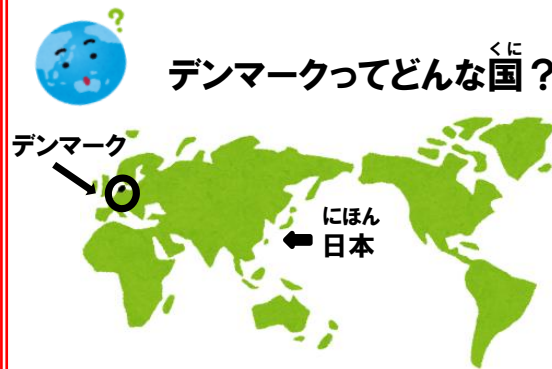 ?
くに
デンマークってどんな国?
デンマーク
にほん
日本